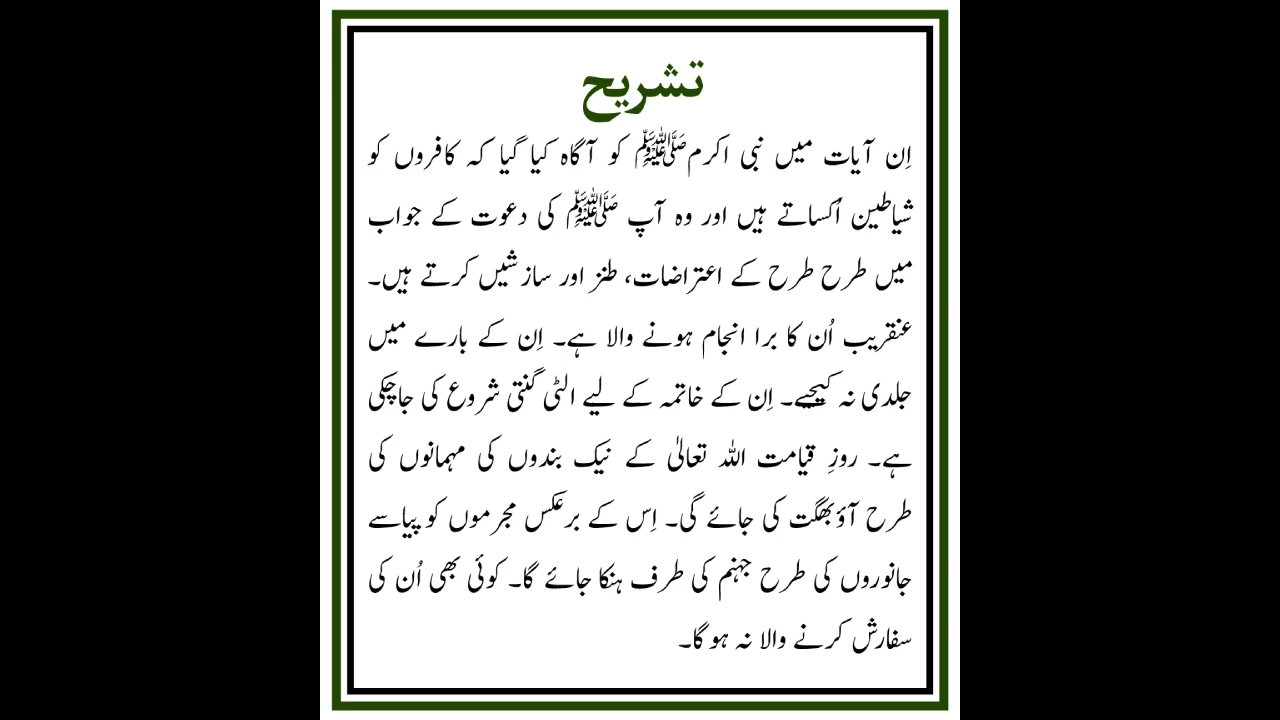 تشریح
اِن آیات میں نبی اکرمﷺ کو آگاہ کیا گیا کہ کافروں کو
شیاطین اُکساتے ہیں اور وہ آپ ﷺ کی دعوت کے جواب
میں طرح طرح کے اعتراضات، طنز اور سازشیں کرتے ہیں۔
عنقریب اُن کا برا انجام ہونے والا ہے۔ اِن کے بارے میں
جلدی نہ کیجیے۔ اِن کے خاتمہ کے لیے الٹی گنتی شروع کی جاچکی
ہے۔ روزِ قیامت اللہ تعالیٰ کے نیک بندوں کی مہمانوں کی
طرح آؤبھگت کی جائے گی۔ اِس کے برعکس مجرموں کو پیاسے
جانوروں کی طرح جہنم کی طرف ہنکا جائے گا۔ کوئی بھی اُن کی
سفارش کرنے والا نہ ہو گا۔